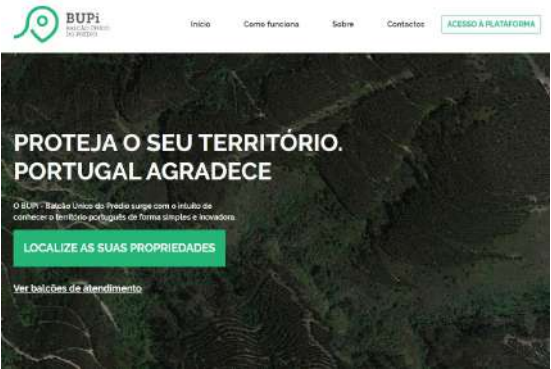 BUPi
BALCÃO ÚNICO
DO PRÉDIO
Início
Como funciona
Sobre
Contactos
ACESSO À PLATAFORMA
PROTEJA O SEU TERRITÓRIO.
PORTUGAL AGRADECE
O BUPi - Balcão Único do Prédio surge com o intuito de
conhecer o território português de forma simples e inovadora.
LOCALIZE AS SUAS PROPRIEDADES
Ver balcões de atendimento